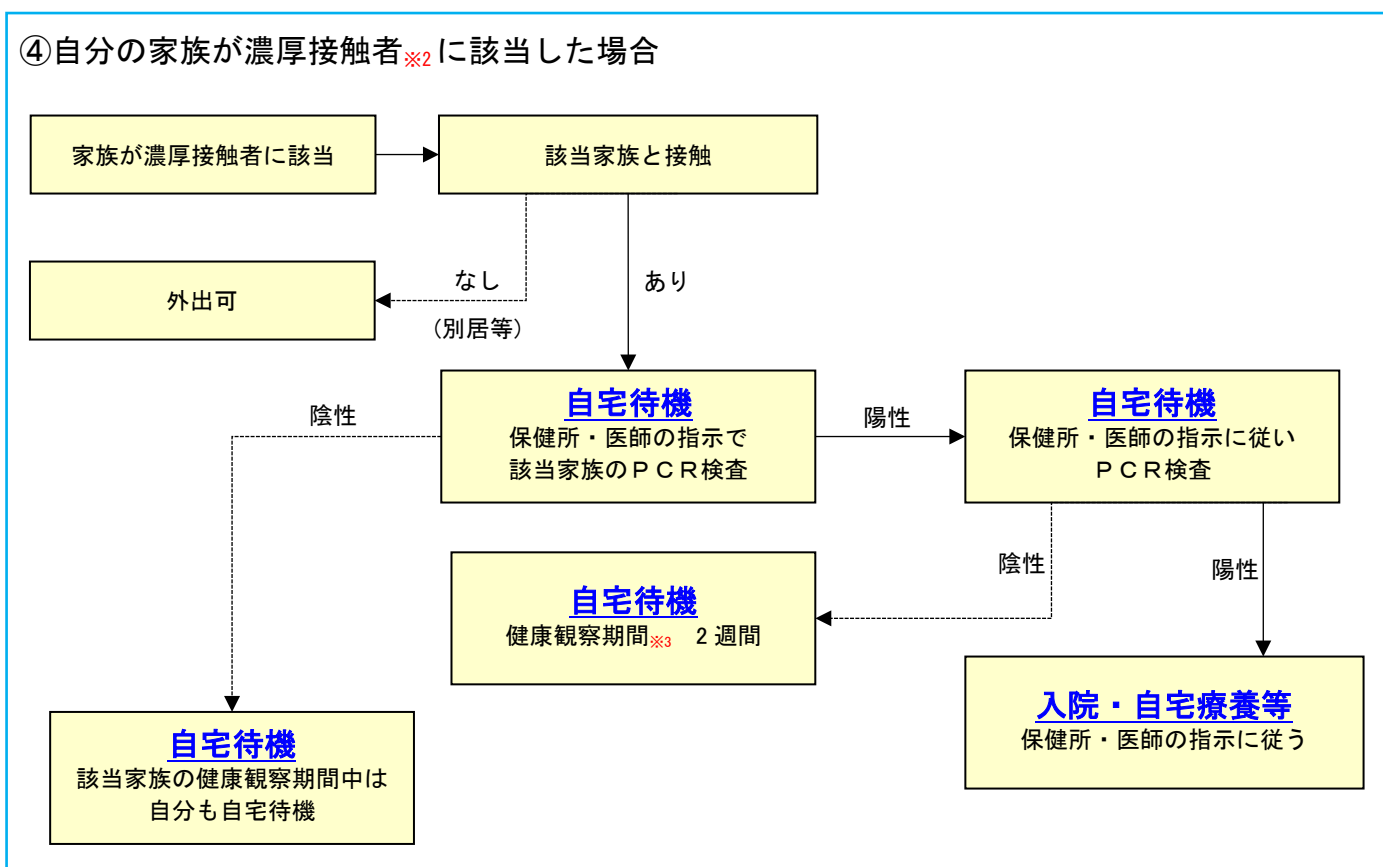 ④自分の家族が濃厚接触者※2に該当した場合
家族が濃厚接触者に該当
該当家族と接触
外出可
なし
(別居等)
あり
自宅待機
保健所・医師の指示で
該当家族のPCR検査
陽性
自宅待機
保健所・医師の指示に従い
PCR検査
陰性
陰性
陽性
自宅待機
健康観察期間※3 2週間
入院・自宅療養等
保健所・医師の指示に従う
自宅待機
該当家族の健康観察期間中は
自分も自宅待機